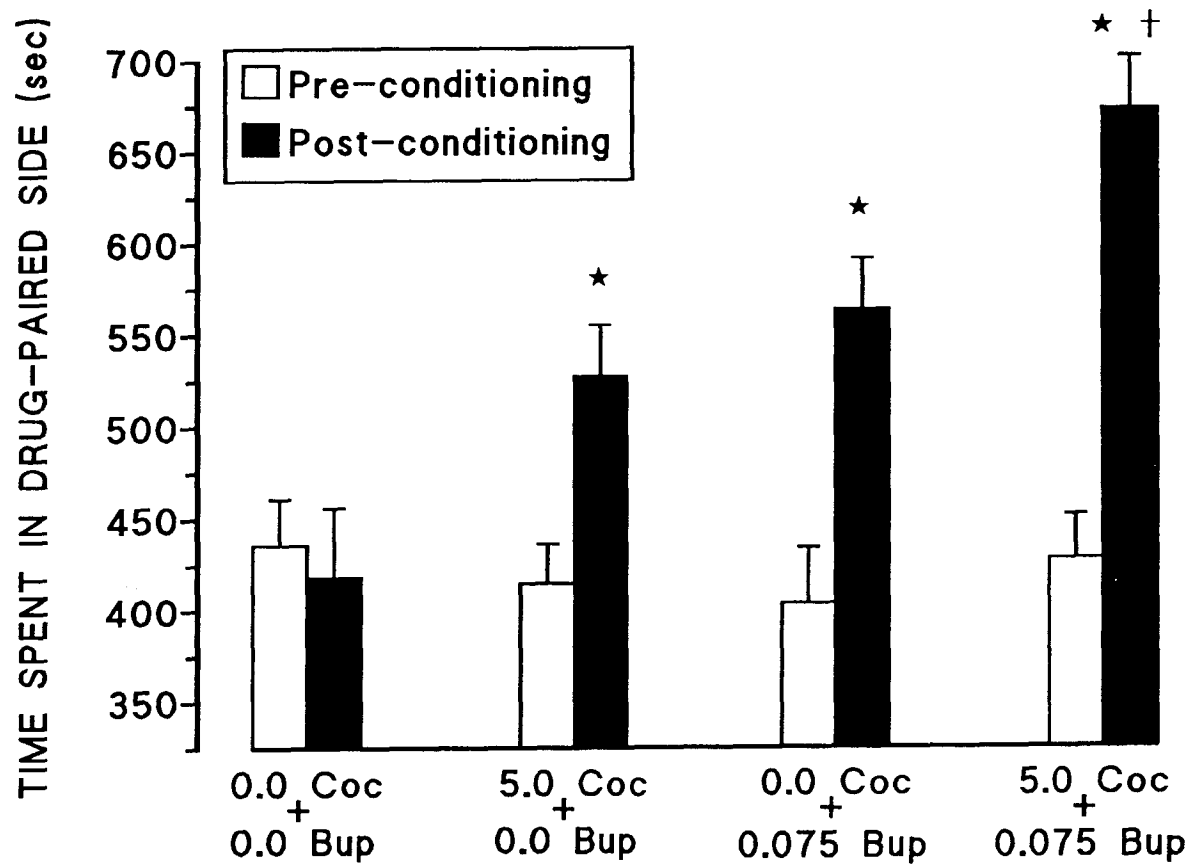 TIME SPENT IN DRUG-PAIRED SIDE (sec)
700
650
600
550
500
450
400
350
Pre-conditioning
Post-conditioning
★
★
★ †
0.0 Coc
+
0.0 Bup
5.0 Coc
+
0.0 Bup
0.0 Coc
+
0.075 Bup
5.0 Coc
+
0.075 Bup